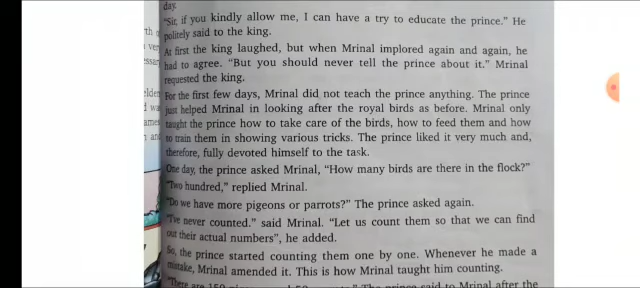 day.
"Sir, if you kindly allow me, I can have a try to educate the prince." He
politely said to the king.
At first the king laughed, but when Mrinal implored again and again, he
had to agree. "But you should never tell the prince about it." Mrinal
requested the king.
For the first few days, Mrinal did not teach the prince anything. The prince
just helped Mrinal in looking after the royal birds as before. Mrinal only
taught the prince how to take care of the birds, how to feed them and how
to train them in showing various tricks. The prince liked it very much and,
therefore, fully devoted himself to the task.
One day, the prince asked Mrinal, "How many birds are there in the flock?"
"Two hundred," replied Mrinal.
"Do we have more pigeons or parrots?" The prince asked again.
"I've never counted." said Mrinal. "Let us count them so that we can find
out their actual numbers", he added.
So, the prince started counting them one by one. Whenever he made a
mistake, Mrinal amended it. This is how Mrinal taught him counting.
"There are 150 said to Mrinal after the